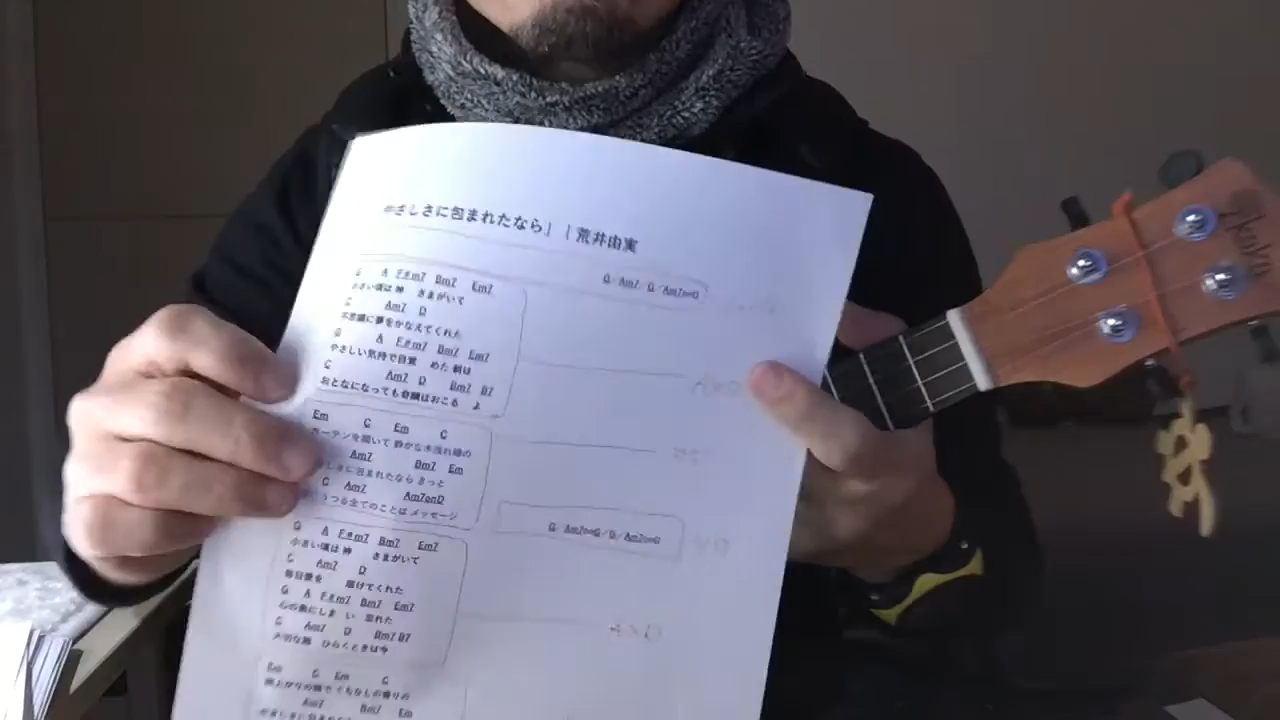 やさしさに包まれたなら」｜荒井由実
G/Am7 G/Am7onG
G A F#m7 Bm7 Em7
小さい頃は神 さまがいて
C Am7 D
不思議に夢をかなえてくれた
G A F#m7 Bm7 Em7
やさしい気持で目覚 めた 朝は
C Am7 D Bm7 B7
おとなになっても奇蹟はおこる よ
Em C Em C
カーテンを開いて 静かな木洩れ陽の
Am7 Bm7 Em
しさに包まれたなら きっと
C Am7 Am7onD
うつる全てのことは メッセージ
G/Am7onG/G/Am7onG
G A F#m7 Bm7 Em7
小さい頃は神 さまがいて
C Am7 D
毎日愛を 届けてくれた
G A F#m7 Bm7 Em7
心の奥にしま い 忘れた
C Am7 D Bm7 B7
大切な箱 ひらくときは今
Em C Em C
雨上がりの庭で くちなしの香りの
Am7 Bm7 Em